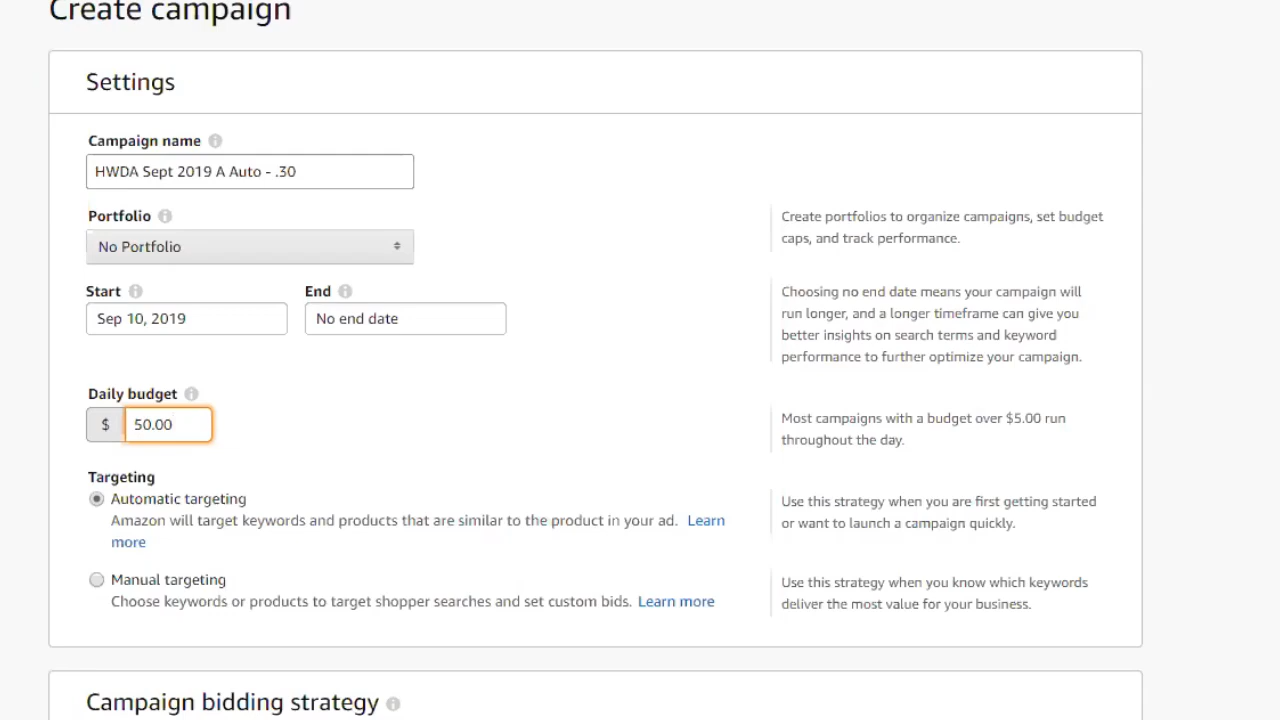 Create campaign
Settings
Campaign name
HWDA Sept 2019 A Auto - .30
Portfolio
No Portfolio
Create portfolios to organize campaigns, set budget
caps, and track performance.
Start
End
Sep 10, 2019
No end date
Choosing no end date means your campaign will
run longer, and a longer timeframe can give you
better insights on search terms and keyword
performance to further optimize your campaign.
Daily budget
$ 50.00
Most campaigns with a budget over $5.00 run
throughout the day.
Targeting
Automatic targeting
Amazon will target keywords and products that are similar to the product in your ad. Learn
more
Use this strategy when you are first getting started
or want to launch a campaign quickly.
Manual targeting
Choose keywords or products to target shopper searches and set custom bids. Learn more
Use this strategy when you know which keywords
deliver the most value for your business.
Campaign bidding strategy